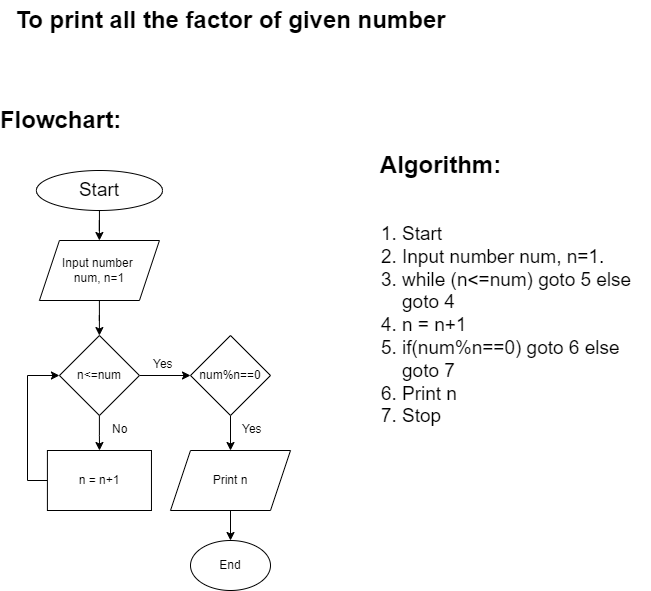 To print all the factor of given number
Flowchart:
Start
Input number
num, n=1
n<=num
Yes
num%n==0
No
Yes
n = n+1
Print n
End
Algorithm:
1. Start
2. Input number num, n=1.
3. while (n<=num) goto 5 else
goto 4
4. n = n+1
5. if(num%n==0) goto 6 else
goto 7
6. Print n
7. Stop